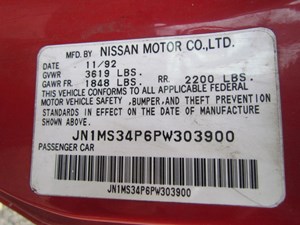 MFD. BY NISSAN MOTOR CO.,LTD.
DATE 11/92
GVWR 3619 LBS.
GAWR FR. 1848 LBS. RR. 2200 LBS.
THIS VEHICLE CONFORMS TO ALL APPLICABLE FEDERAL
MOTOR VEHICLE SAFETY ,BUMPER,AND THEFT PREVENTION
STANDARDS IN EFFECT ON THE DATE OF MANUFACTURE
SHOWN ABOVE.
JN1MS34P6PW303900
PASSENGER CAR
JN1MS34P6PW303900